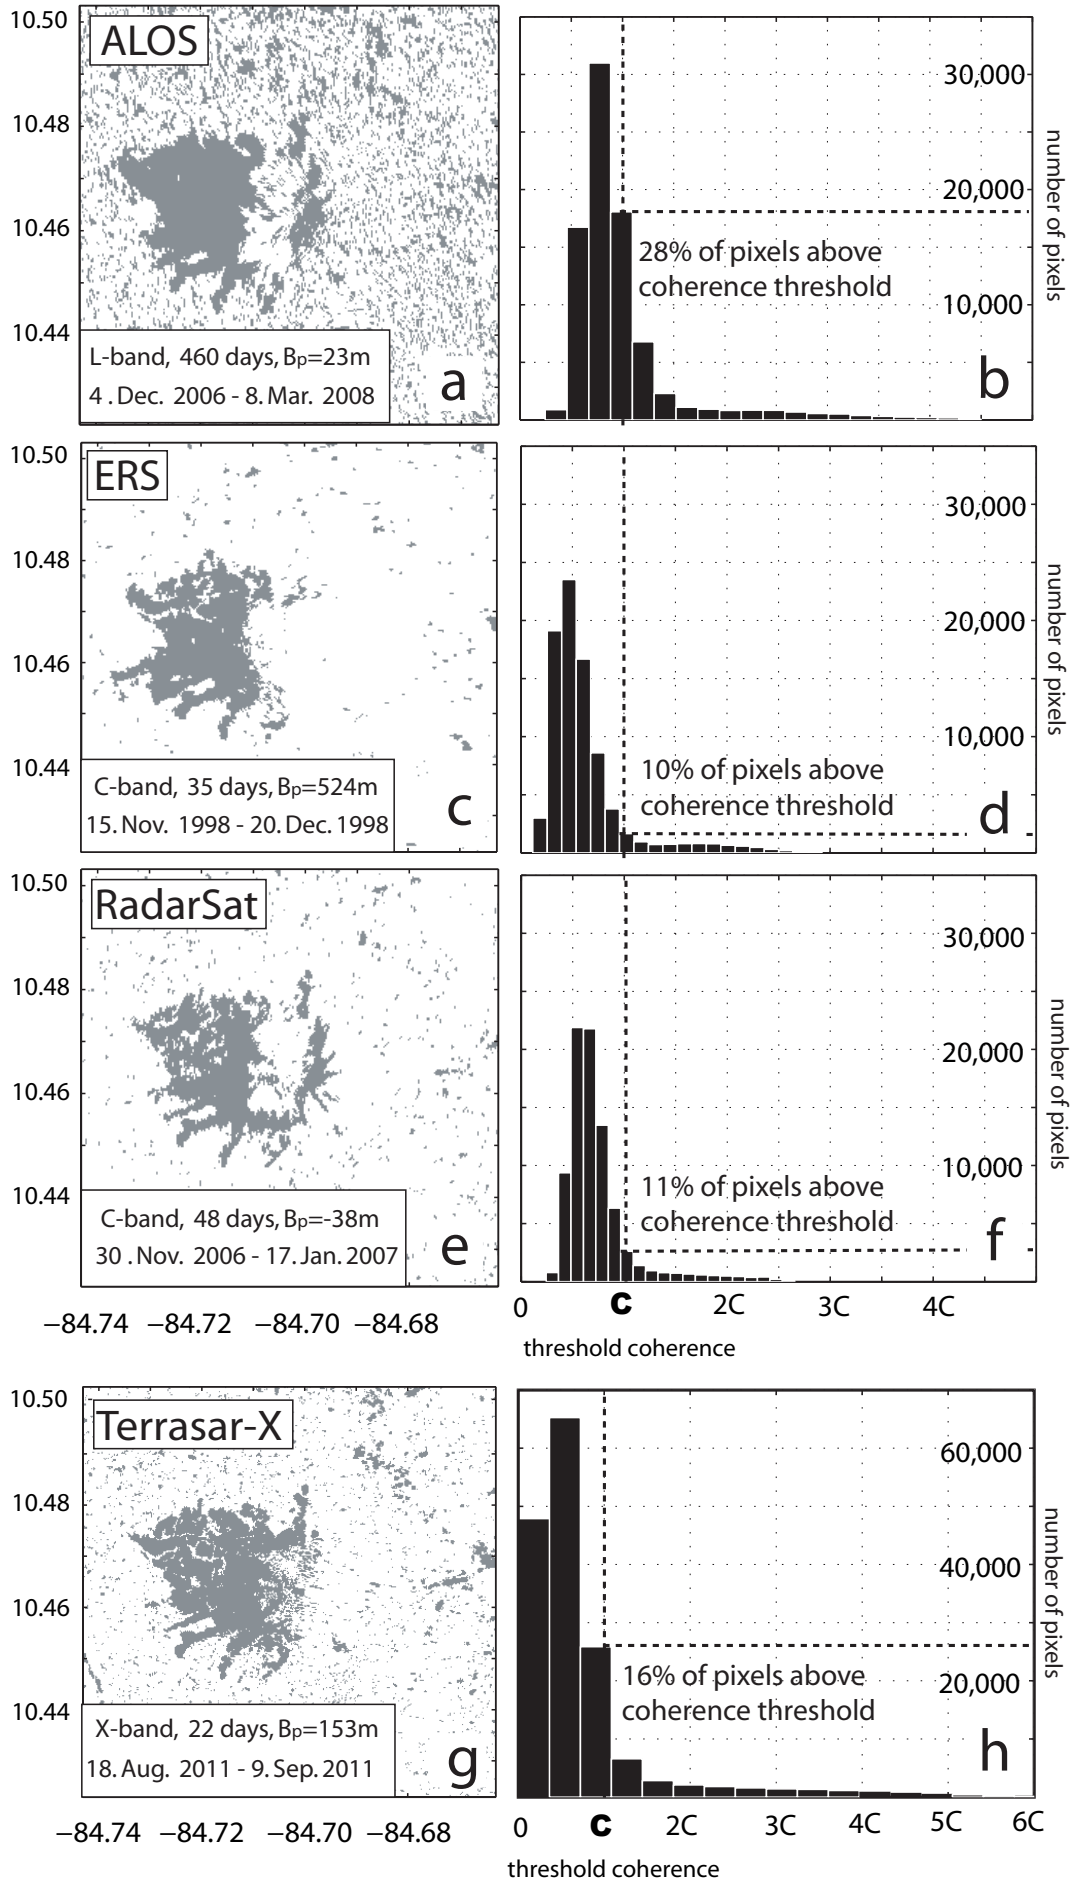 10.50
ALOS
10.48
10.46
10.44
L-band, 460 days, Bp=23m
4 . Dec. 2006 - 8. Mar. 2008
a
30,000
20,000
10,000
28% of pixels above
coherence threshold
b
number of pixels
10.50
ERS
10.48
10.46
10.44
C-band, 35 days, Bp=524m
15. Nov. 1998 - 20. Dec. 1998
c
30,000
20,000
10,000
10% of pixels above
coherence threshold
d
number of pixels
10.50
RadarSat
10.48
10.46
10.44
C-band, 48 days, Bp=-38m
30 . Nov. 2006 - 17. Jan. 2007
e
−84.74 −84.72 −84.70 −84.68
30,000
20,000
10,000
11% of pixels above
coherence threshold
f
number of pixels
0 C 2C 3C 4C
threshold coherence
10.50
Terrasar-X
10.48
10.46
10.44
X-band, 22 days, Bp=153m
18. Aug. 2011 - 9. Sep. 2011
g
−84.74 −84.72 −84.70 −84.68
60,000
40,000
20,000
16% of pixels above
coherence threshold
h
number of pixels
0 C 2C 3C 4C 5C 6C
threshold coherence